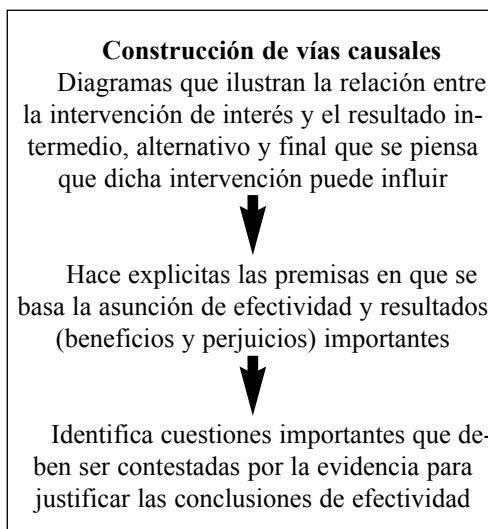 Construcción de vías causales
Diagramas que ilustran la relación entre
la intervención de interés y el resultado in-
termedio, alternativo y final que se piensa
que dicha intervención puede influir
Hace explicitas las premisas en que se
basa la asunción de efectividad y resultados
(beneficios y perjuicios) importantes
Identifica cuestiones importantes que de-
ben ser contestadas por la evidencia para
justificar las conclusiones de efectividad